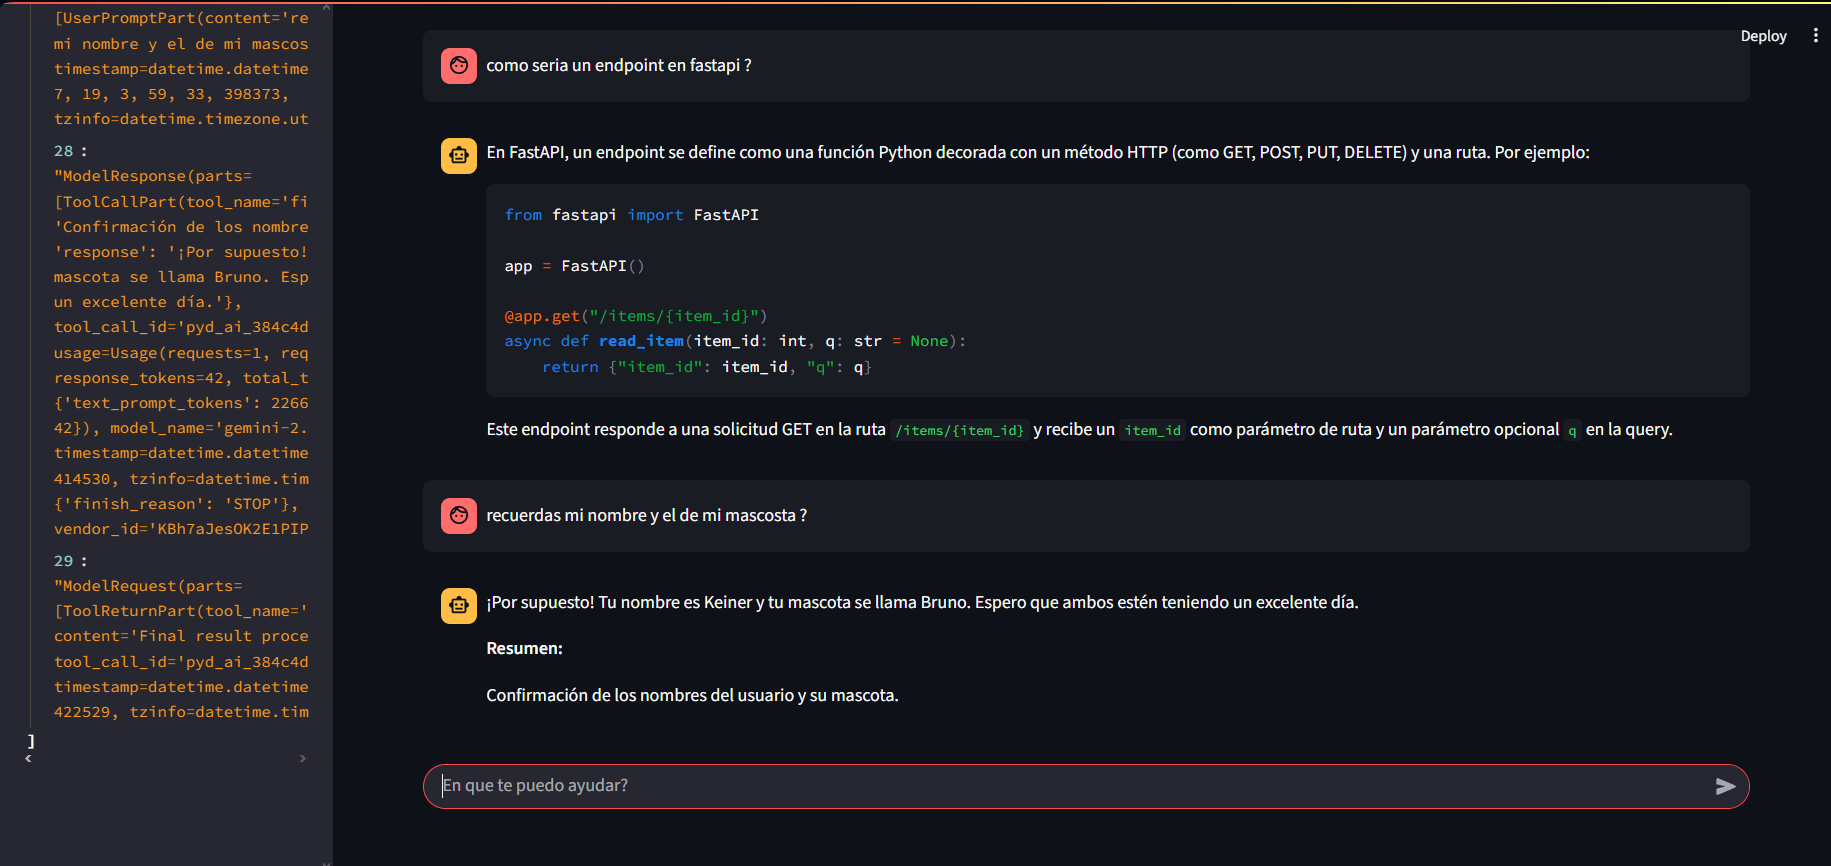 [UserPromptPart(content='re
mi nombre y el de mi mascos
timestamp=datetime.datetime
7, 19, 3, 59, 33, 398373,
tzinfo=datetime.timezone.ut
28 :
"ModelResponse(parts=
[ToolCallPart(tool_name='fi
'Confirmación de los nombre
'response': '¡Por supuesto!
mascota se llama Bruno. Esp
un excelente día.'},
tool_call_id='pyd_ai_384c4d
usage=Usage(requests=1, req
response_tokens=42, total_t
{'text_prompt_tokens': 2266
42}), model_name='gemini-2.
timestamp=datetime.datetime
414530, tzinfo=datetime.tim
{'finish_reason': 'STOP'},
vendor_id='KBh7aJesOK2E1PIP
29 :
"ModelRequest(parts=
[ToolReturnPart(tool_name='
content='Final result proce
tool_call_id='pyd_ai_384c4d
timestamp=datetime.datetime
422529, tzinfo=datetime.tim
]
Deploy
como seria un endpoint en fastapi ?
En FastAPI, un endpoint se define como una función Python decorada con un método HTTP (como GET, POST, PUT, DELETE) y una ruta. Por ejemplo:
from fastapi import FastAPI
app = FastAPI()
@app.get("/items/{item_id}")
async def read_item(item_id: int, q: str = None):
    return {"item_id": item_id, "q": q}
Este endpoint responde a una solicitud GET en la ruta /items/{item_id} y recibe un item_id como parámetro de ruta y un parámetro opcional q en la query.
recuerdas mi nombre y el de mi mascosta ?
¡Por supuesto! Tu nombre es Keiner y tu mascota se llama Bruno. Espero que ambos estén teniendo un excelente día.
Resumen:
Confirmación de los nombres del usuario y su mascota.
En que te puedo ayudar?